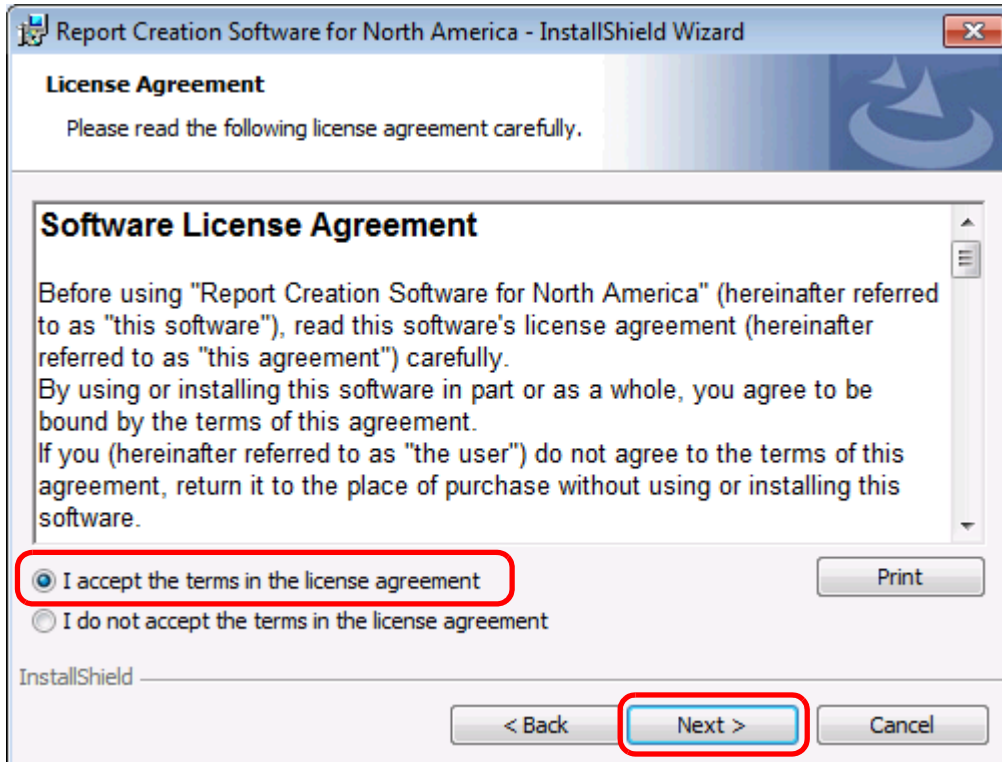 Report Creation Software for North America - InstallShield Wizard
License Agreement
Please read the following license agreement carefully.
Software License Agreement
Before using "Report Creation Software for North America" (hereinafter referred
to as "this software"), read this software's license agreement (hereinafter
referred to as "this agreement") carefully.
By using or installing this software in part or as a whole, you agree to be
bound by the terms of this agreement.
If you (hereinafter referred to as "the user") do not agree to the terms of this
agreement, return it to the place of purchase without using or installing this
software.
I accept the terms in the license agreement
Print
I do not accept the terms in the license agreement
InstallShield
< Back
Next >
Cancel